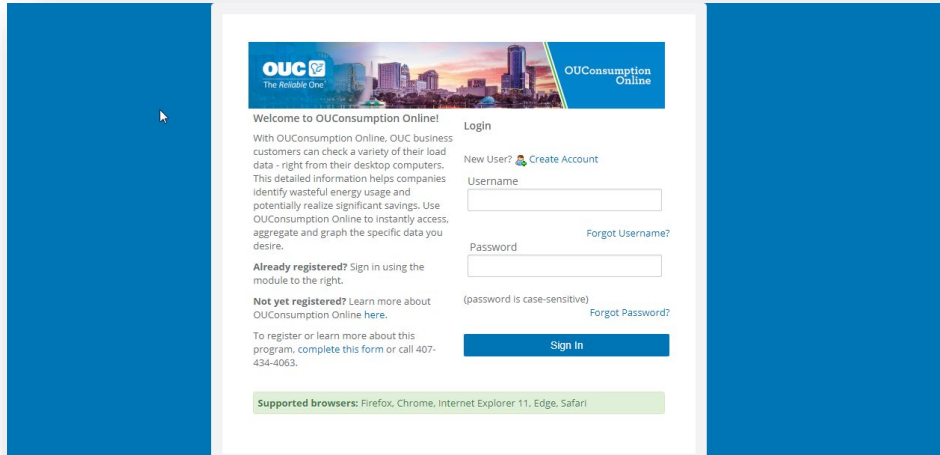 OUC
The Reliable One
OUConsumption
Online
Welcome to OUConsumption Online!
With OUConsumption Online, OUC business
customers can check a variety of their load
data - right from their desktop computers.
This detailed information helps companies
identify wasteful energy usage and
potentially realize significant savings. Use
OUConsumption Online to instantly access,
aggregate and graph the specific data you
desire.
Already registered? Sign in using the
module to the right.
Not yet registered? Learn more about
OUConsumption Online here.
To register or learn more about this
program, complete this form or call 407-
434-4063.
Login
New User? Create Account
Username
Forgot Username?
Password
(password is case-sensitive)
Forgot Password?
Sign In
Supported browsers: Firefox, Chrome, Internet Explorer 11, Edge, Safari